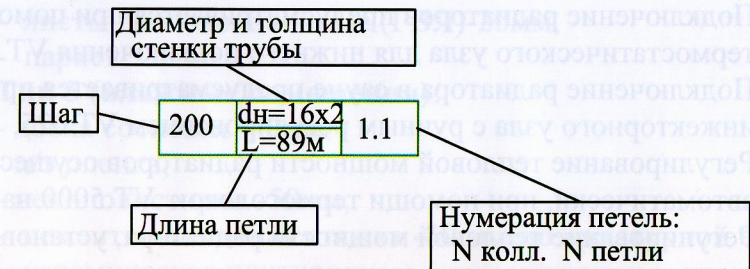 Диаметр и толщина
стенки трубы
Шаг
200
dн=16х2
L=89м
1.1
Длина петли
Нумерация петель:
N колл. N петли